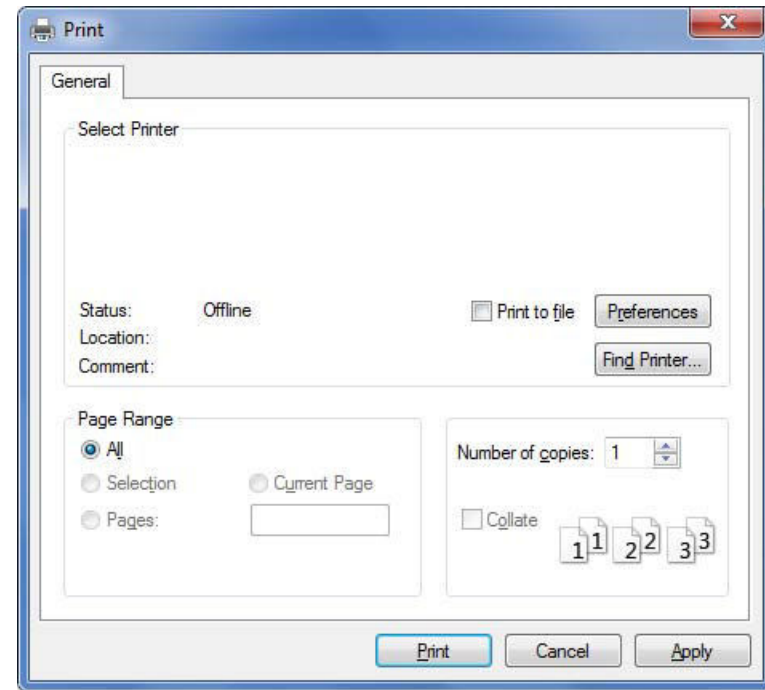 Print
General
Select Printer
Status: Offline
Print to file
Preferences
Location:
Comment:
Find Printer...
Page Range
All
Selection
Current Page
Pages:
Number of copies: 1
Collate
1 1 2 2 3 3
Print
Cancel
Apply